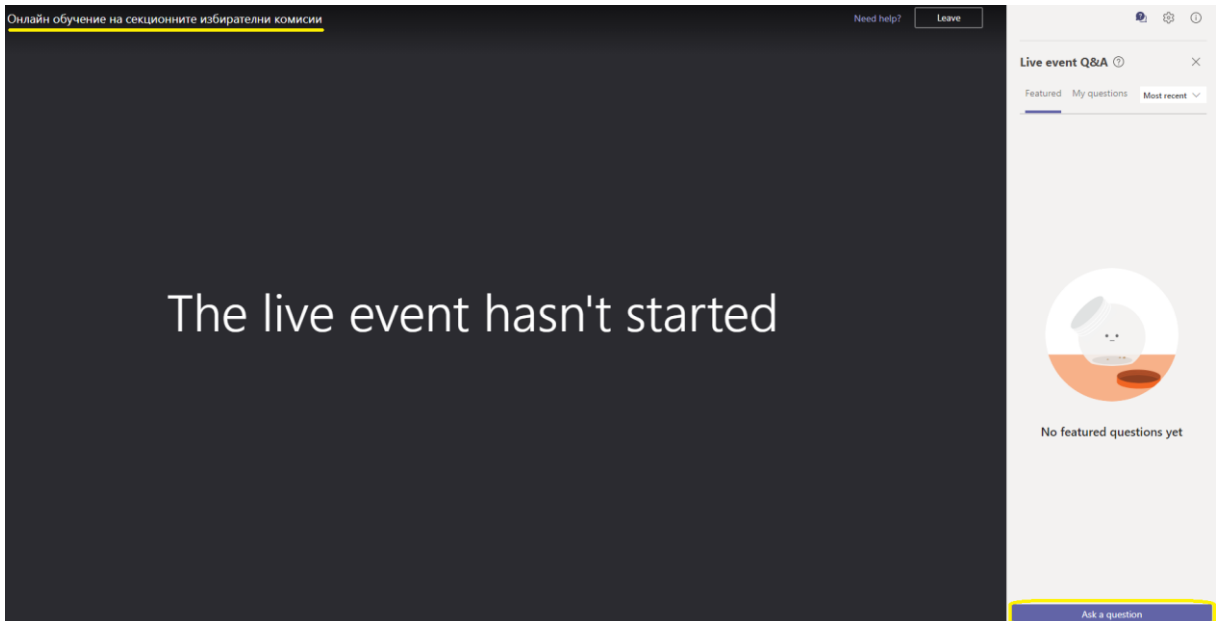 Онлайн обучение на секционните избирателни комисии
Need help?
Leave
The live event hasn't started
Live event Q&A
Featured
My questions
Most recent
No featured questions yet
Ask a question